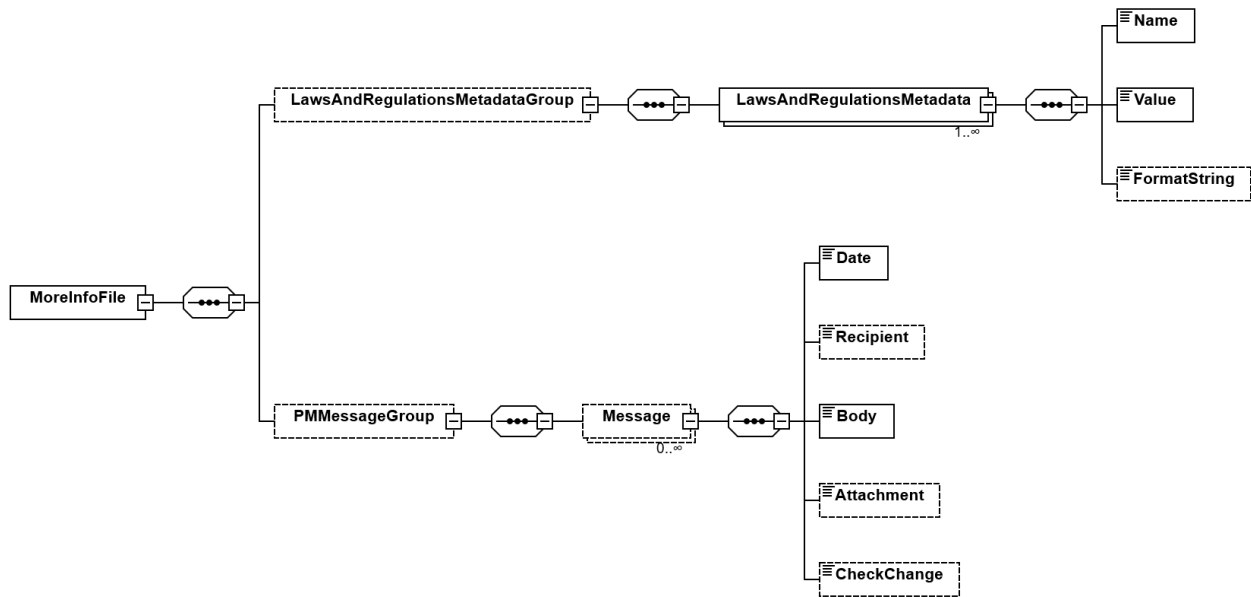 Name
LawsAndRegulationsMetadataGroup
LawsAndRegulationsMetadata
Value
1..∞
FormatString
Date
MoreInfoFile
Recipient
PMMessageGroup
Message
Body
0..∞
Attachment
CheckChange